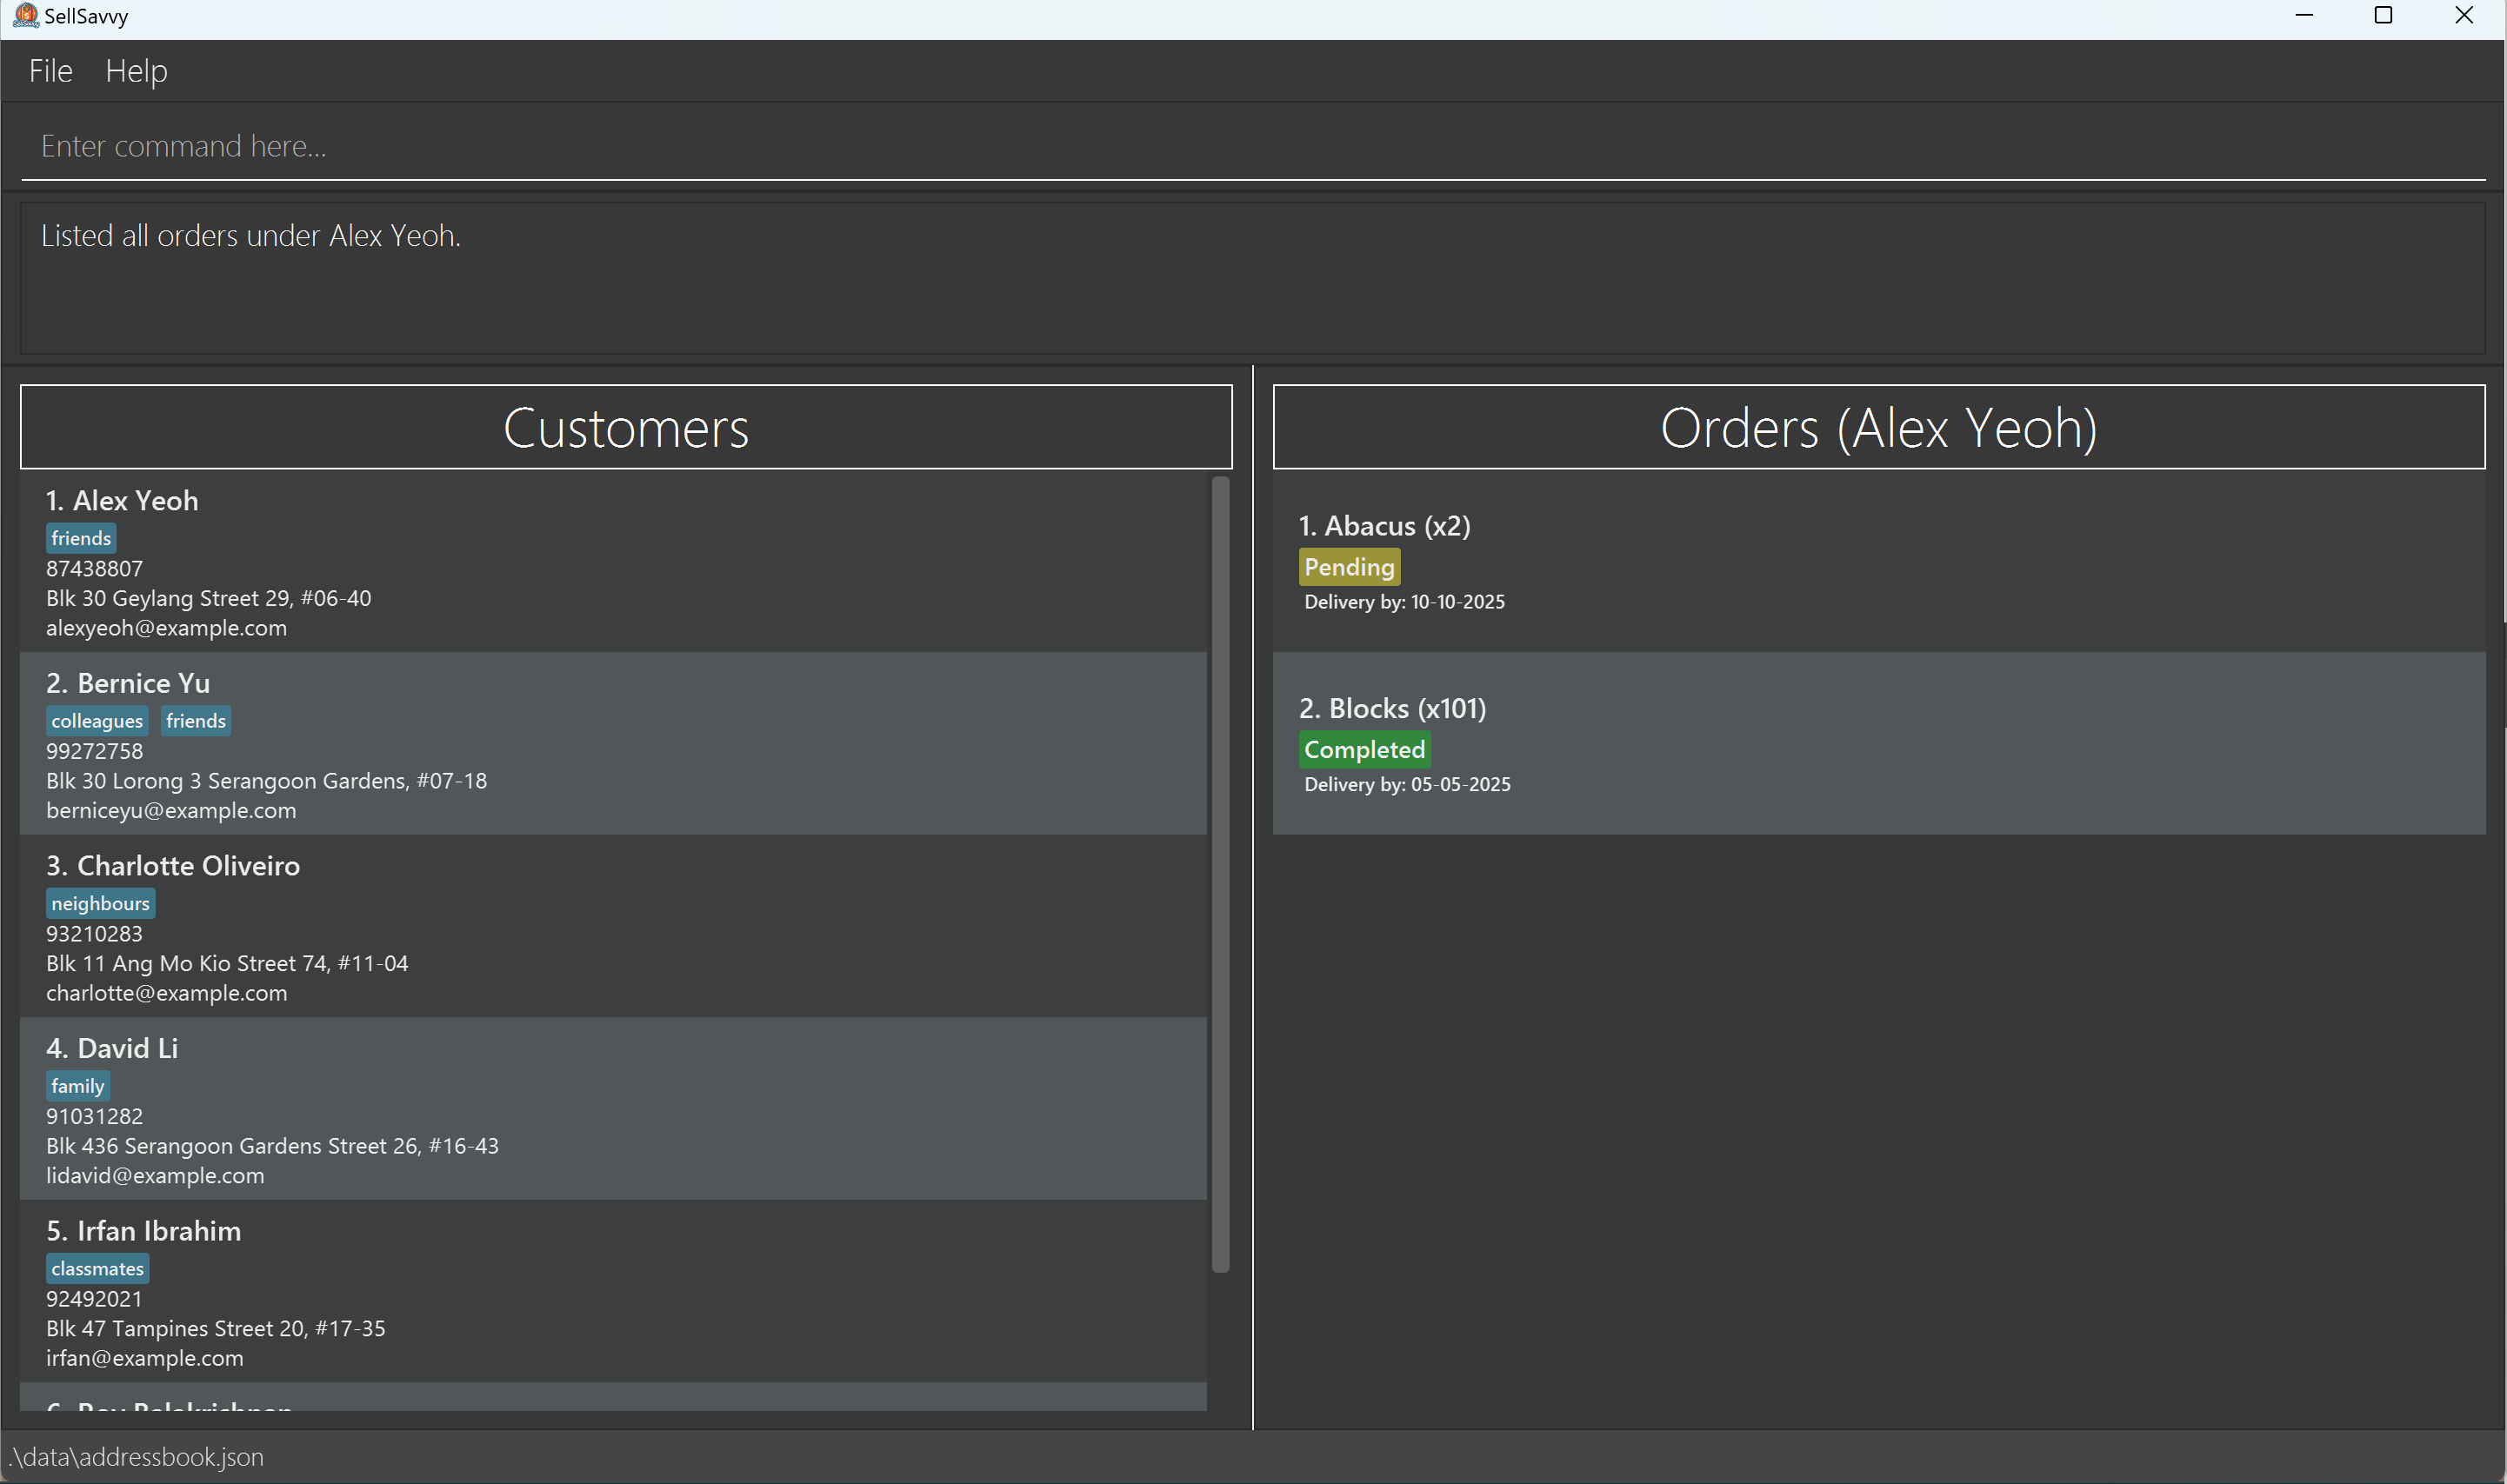 SellSavvy
File Help
Enter command here...
Listed all orders under Alex Yeoh.
Customers
1. Alex Yeoh
friends
87438807
Blk 30 Geylang Street 29, #06-40
alexyeoh@example.com
2. Bernice Yu
colleagues friends
99272758
Blk 30 Lorong 3 Serangoon Gardens, #07-18
berniceyu@example.com
3. Charlotte Oliveiro
neighbours
93210283
Blk 11 Ang Mo Kio Street 74, #11-04
charlotte@example.com
4. David Li
family
91031282
Blk 436 Serangoon Gardens Street 26, #16-43
lidavid@example.com
5. Irfan Ibrahim
classmates
92492021
Blk 47 Tampines Street 20, #17-35
irfan@example.com
6. Roy Balakrishnan
Orders (Alex Yeoh)
1. Abacus (x2)
Pending
Delivery by: 10-10-2025
2. Blocks (x101)
Completed
Delivery by: 05-05-2025
.\data\addressbook.json